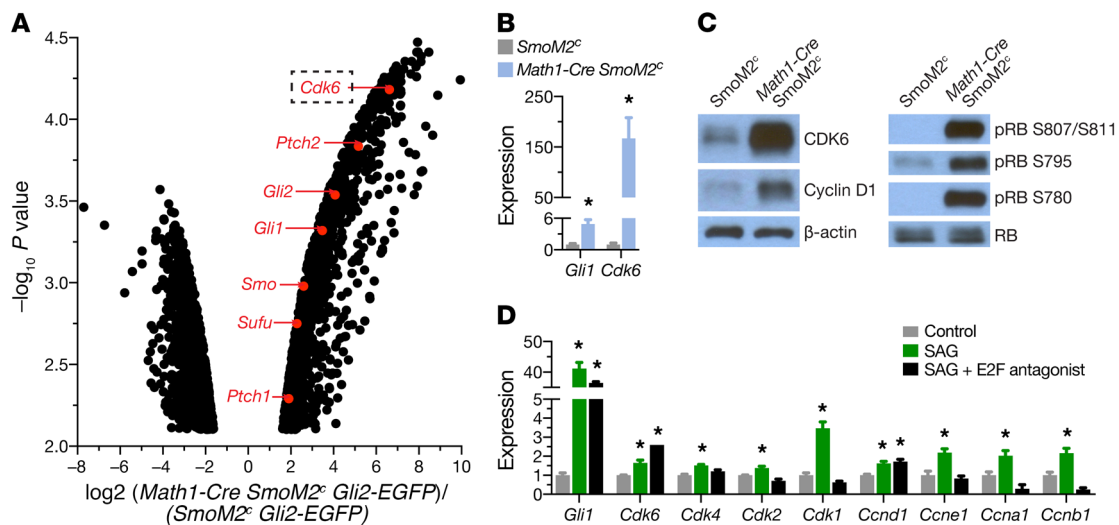 A
4.5
4.0
3.5
3.0
2.5
2.0
–log10 P value
Cdk6
Ptch2
Gli2
Gli1
Smo
Sufu
Ptch1
–8 –6 –4 –2 0 2 4 6 8 10
log2 (Math1-Cre SmoM2c Gli2-EGFP)/
(SmoM2c Gli2-EGFP)
B
SmoM2c
Math1-Cre SmoM2c
Expression
250
150
50
6
0
*
*
Gli1 Cdk6
C
SmoM2c
Math1-Cre
SmoM2c
CDK6
Cyclin D1
β-actin
SmoM2c
Math1-Cre
SmoM2c
pRB S807/S811
pRB S795
pRB S780
RB
D
Control
SAG
SAG + E2F antagonist
Expression
50
40
30
4
3
2
1
0
* *
* *
*
*
*
* *
*
*
*
Gli1 Cdk6 Cdk4 Cdk2 Cdk1 Ccnd1 Ccne1 Ccna1 Ccnb1